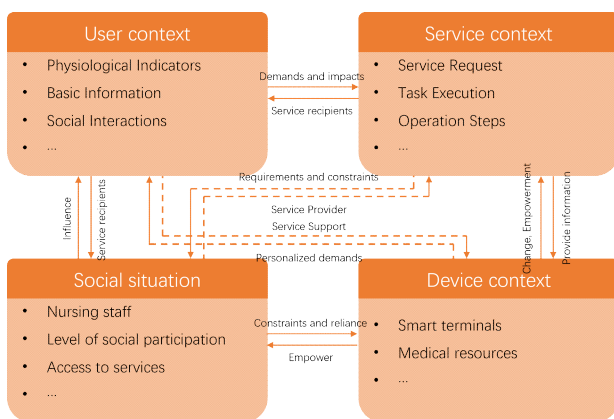 User context
• Physiological Indicators
• Basic Information
• Social Interactions
• ...
Service context
• Service Request
• Task Execution
• Operation Steps
• ...
Demands and impacts
Service recipients
Requirements and constraints
Service Provider
Service Support
Personalized demands
Influence
Service recipients
Change, Empowerment
Provide information
Social situation
• Nursing staff
• Level of social participation
• Access to services
• ...
Constraints and reliance
Empower
Device context
• Smart terminals
• Medical resources
• ...